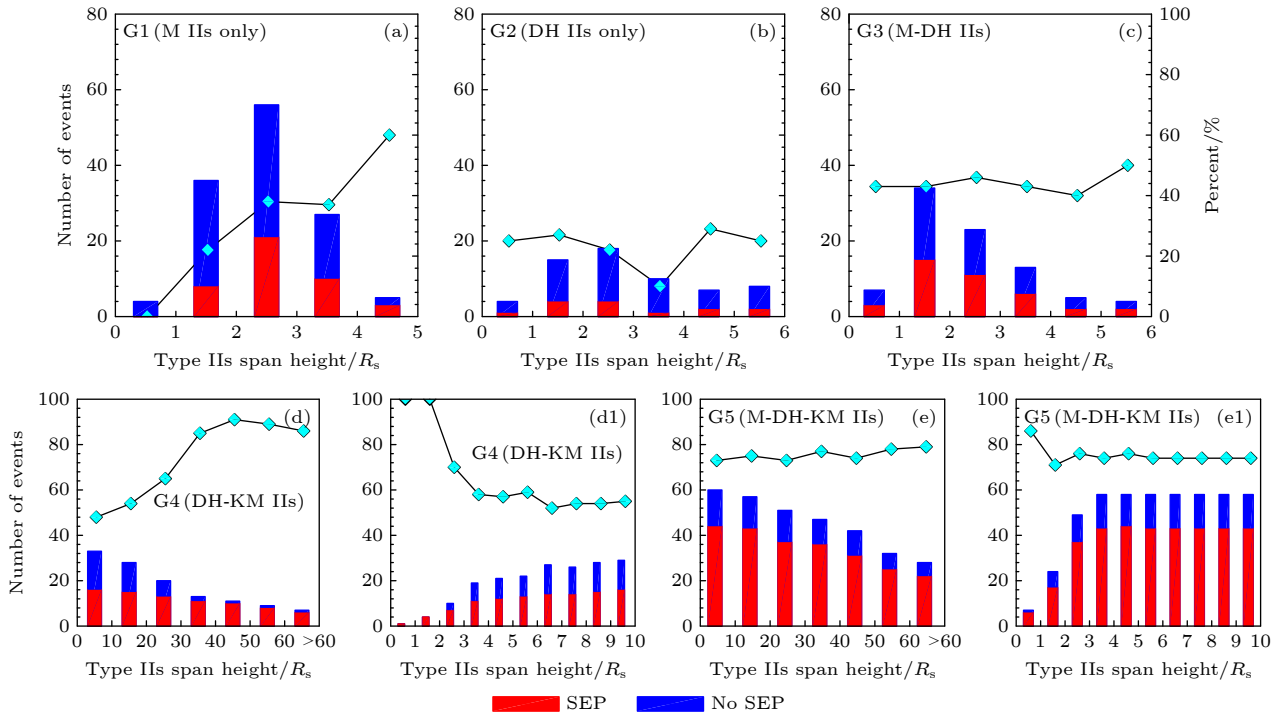 G1 (M IIs only) (a)
80
60
40
20
0
0 1 2 3 4 5
Number of events
Type IIs span height/Rs
G2 (DH IIs only) (b)
80
60
40
20
0
0 1 2 3 4 5 6
Type IIs span height/Rs
G3 (M-DH IIs) (c)
80
60
40
20
0
100
80
60
40
20
0
0 1 2 3 4 5 6
Percent/%
Type IIs span height/Rs
(d)
G4 (DH-KM IIs)
100
80
60
40
20
0
0 10 20 30 40 50 60 >60
Number of events
Type IIs span height/Rs
(d1)
G4 (DH-KM IIs)
100
80
60
40
20
0
0 1 2 3 4 5 6 7 8 9 10
Type IIs span height/Rs
G5 (M-DH-KM IIs) (e)
100
80
60
40
20
0
0 10 20 30 40 50 >60
Type IIs span height/Rs
G5 (M-DH-KM IIs) (e1)
100
80
60
40
20
0
0 1 2 3 4 5 6 7 8 9 10
Type IIs span height/Rs
SEP No SEP